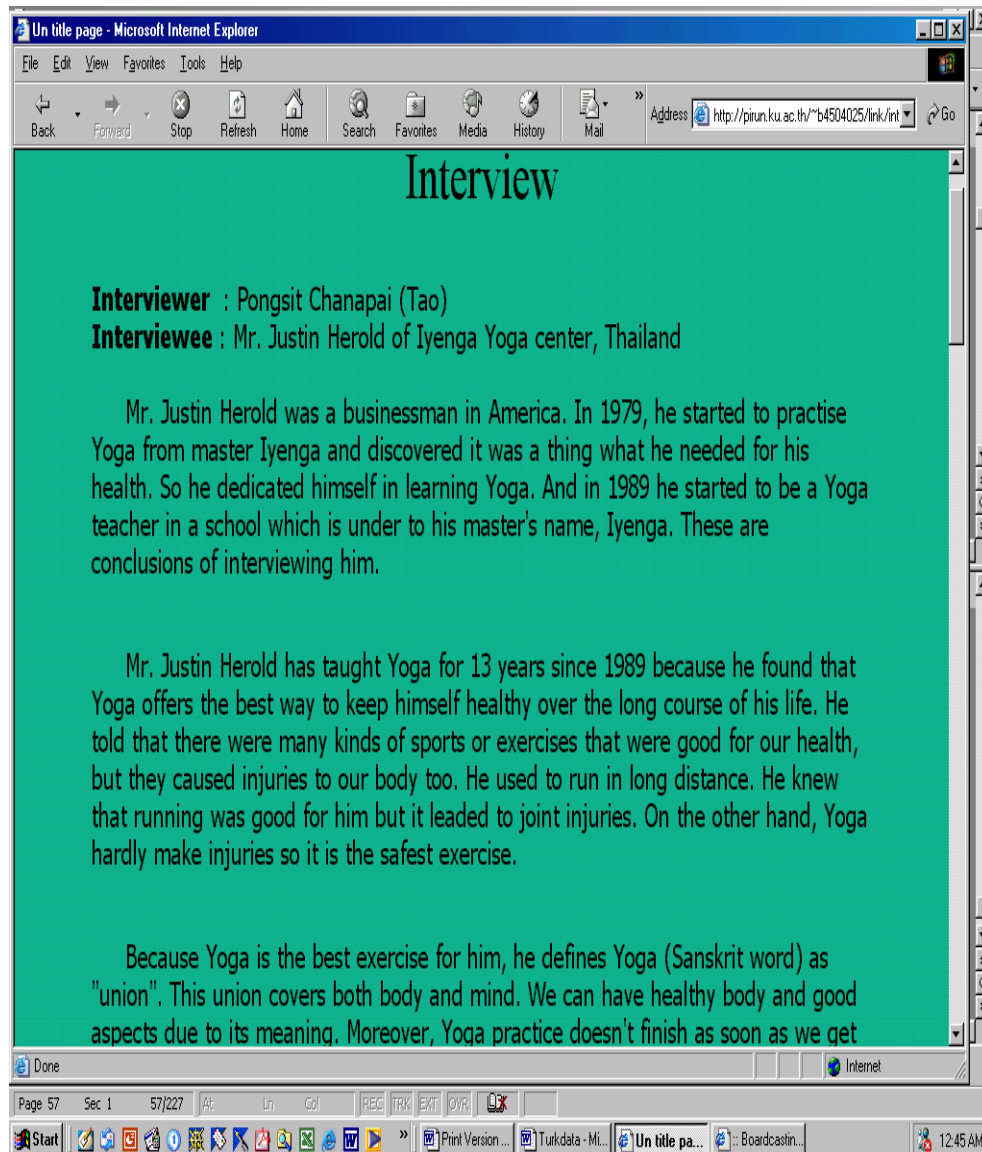 Un title page - Microsoft Internet Explorer
File Edit View Favorites Tools Help
Back Forward Stop Refresh Home Search Favorites Media History Mail » Address http://pirun.ku.ac.th/~b4504025/link/int Go
Interview
Interviewer : Pongsit Chanapai (Tao)
Interviewee : Mr. Justin Herold of Iyenga Yoga center, Thailand
Mr. Justin Herold was a businessman in America. In 1979, he started to practise
Yoga from master Iyenga and discovered it was a thing what he needed for his
health. So he dedicated himself in learning Yoga. And in 1989 he started to be a Yoga
teacher in a school which is under to his master's name, Iyenga. These are
conclusions of interviewing him.
Mr. Justin Herold has taught Yoga for 13 years since 1989 because he found that
Yoga offers the best way to keep himself healthy over the long course of his life. He
told that there were many kinds of sports or exercises that were good for our health,
but they caused injuries to our body too. He used to run in long distance. He knew
that running was good for him but it leaded to joint injuries. On the other hand, Yoga
hardly make injuries so it is the safest exercise.
Because Yoga is the best exercise for him, he defines Yoga (Sanskrit word) as
"union". This union covers both body and mind. We can have healthy body and good
aspects due to its meaning. Moreover, Yoga practice doesn't finish as soon as we get
Done Internet
Page 57 Sec 1 57/227 At Ln Col REC TRK EXT OVR
Start » Print Version ... Turkdata - Mi... Un title pa... :: Boardcastin... 12:45 AM